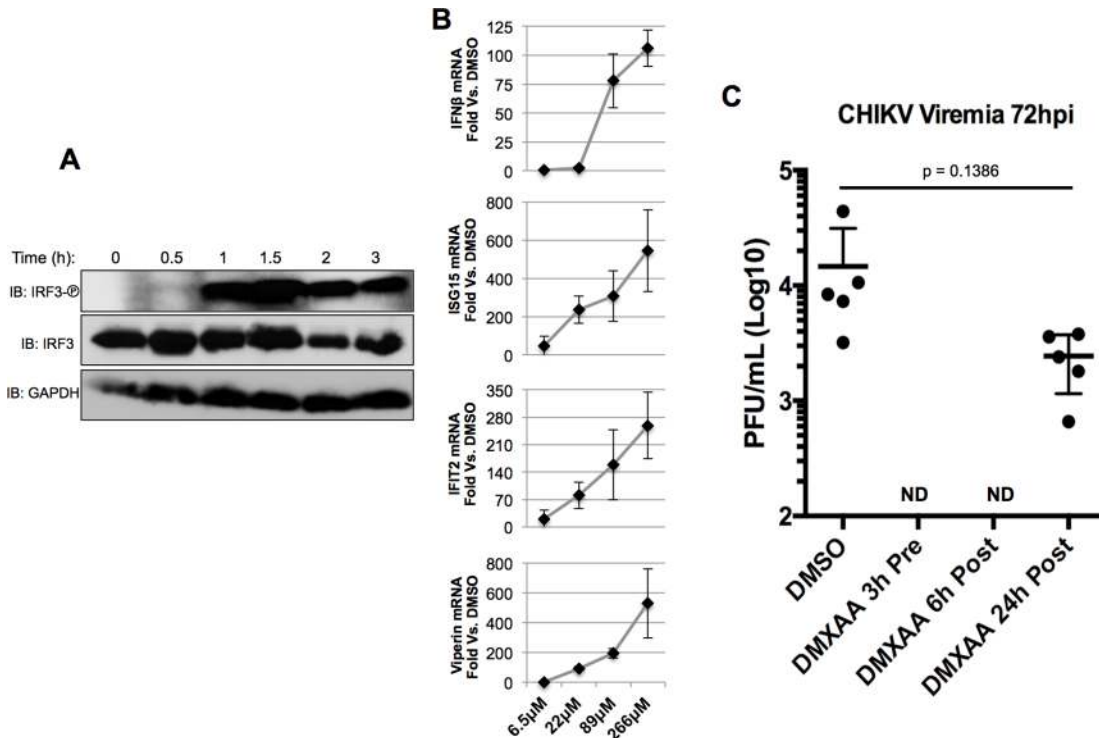 A
Time (h): 0 0.5 1 1.5 2 3
IB: IRF3-Ⓟ
IB: IRF3
IB: GAPDH
B
IFNβ mRNA
Fold Vs. DMSO
125
100
75
50
25
0
ISG15 mRNA
Fold Vs. DMSO
800
600
400
200
0
IFIT2 mRNA
Fold Vs. DMSO
350
280
210
140
70
0
Viperin mRNA
Fold Vs. DMSO
800
600
400
200
0
6.5µM 22µM 89µM 266µM
C
CHIKV Viremia 72hpi
p = 0.1386
PFU/mL (Log10)
5
4
3
2
ND ND
DMSO
DMXAA 3h Pre
DMXAA 6h Post
DMXAA 24h Post